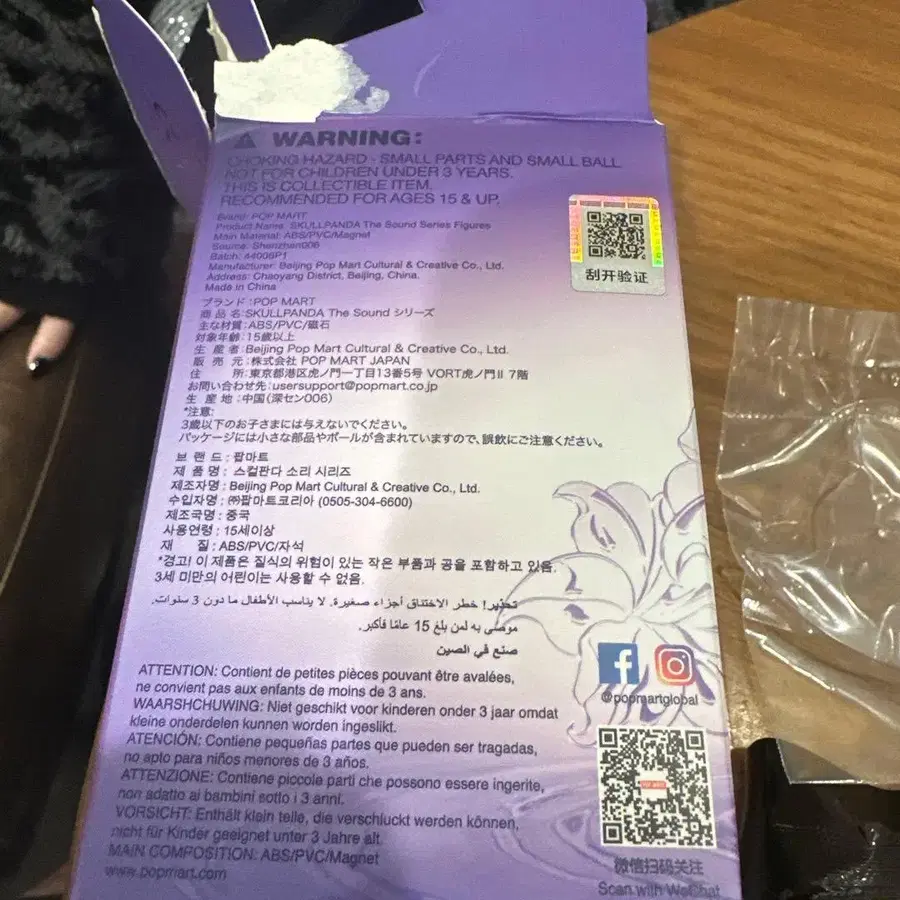 WARNING:
CHOKING HAZARD - SMALL PARTS AND SMALL BALL
NOT FOR CHILDREN UNDER 3 YEARS.
THIS IS COLLECTIBLE ITEM.
RECOMMENDED FOR AGES 15 & UP.
Brand: POP MART
Product Name: SKULLPANDA The Sound Series Figures
Main Material: ABS/PVC/Magnet
Source: Shenzhen006
Batch: 44006P1
Manufacturer: Beijing Pop Mart Cultural & Creative Co., Ltd.
Address: Chaoyang District, Beijing, China.
Made in China
刮开验证
ブランド:POP MART
商 品 名:SKULLPANDA The Sound シリーズ
主な材質:ABS/PVC/磁石
対象年齢:15歳以上
生 産 者:Beijing Pop Mart Cultural & Creative Co., Ltd.
販 売 元:株式会社 POP MART JAPAN
住 所:東京都港区虎ノ門一丁目13番5号 VORT虎ノ門II 7階
お問い合わせ先:usersupport@popmart.co.jp
生 産 地:中国(深セン006)
*注意:
3歳以下のお子さまには与えないでください。
パッケージには小さな部品やボールが含まれていますので、誤飲にご注意ください。
브 랜 드 : 팝마트
제 품 명 : 스컬판다 소리 시리즈
제조자명 : Beijing Pop Mart Cultural & Creative Co., Ltd.
수입자명 : ㈜팝마트코리아 (0505-304-6600)
제조국명 : 중국
사용연령 : 15세이상
재 질 : ABS/PVC/자석
*경고! 이 제품은 질식의 위험이 있는 작은 부품과 공을 포함하고 있음.
3세 미만의 어린이는 사용할 수 없음.
تحذير! خطر الاختناق أجزاء صغيرة. لا يناسب الأطفال ما دون 3 سنوات.
موصى به لمن بلغ 15 عامًا فأكبر.
صنع في الصين
@popmartglobal
ATTENTION: Contient de petites pièces pouvant être avalées,
ne convient pas aux enfants de moins de 3 ans.
WAARSHCHUWING: Niet geschikt voor kinderen onder 3 jaar omdat
kleine onderdelen kunnen worden ingeslikt.
ATENCIÓN: Contiene pequeñas partes que pueden ser tragadas,
no apto para niños menores de 3 años.
ATTENZIONE: Contiene piccole parti che possono essere ingerite,
non adatto ai bambini sotto i 3 anni.
VORSICHT: Enthält klein teile, die verschluckt werden können,
nicht für Kinder geeignet unter 3 Jahre alt.
MAIN COMPOSITION: ABS/PVC/Magnet
www.popmart.com
POP MART
微信扫码关注
Scan with WeChat